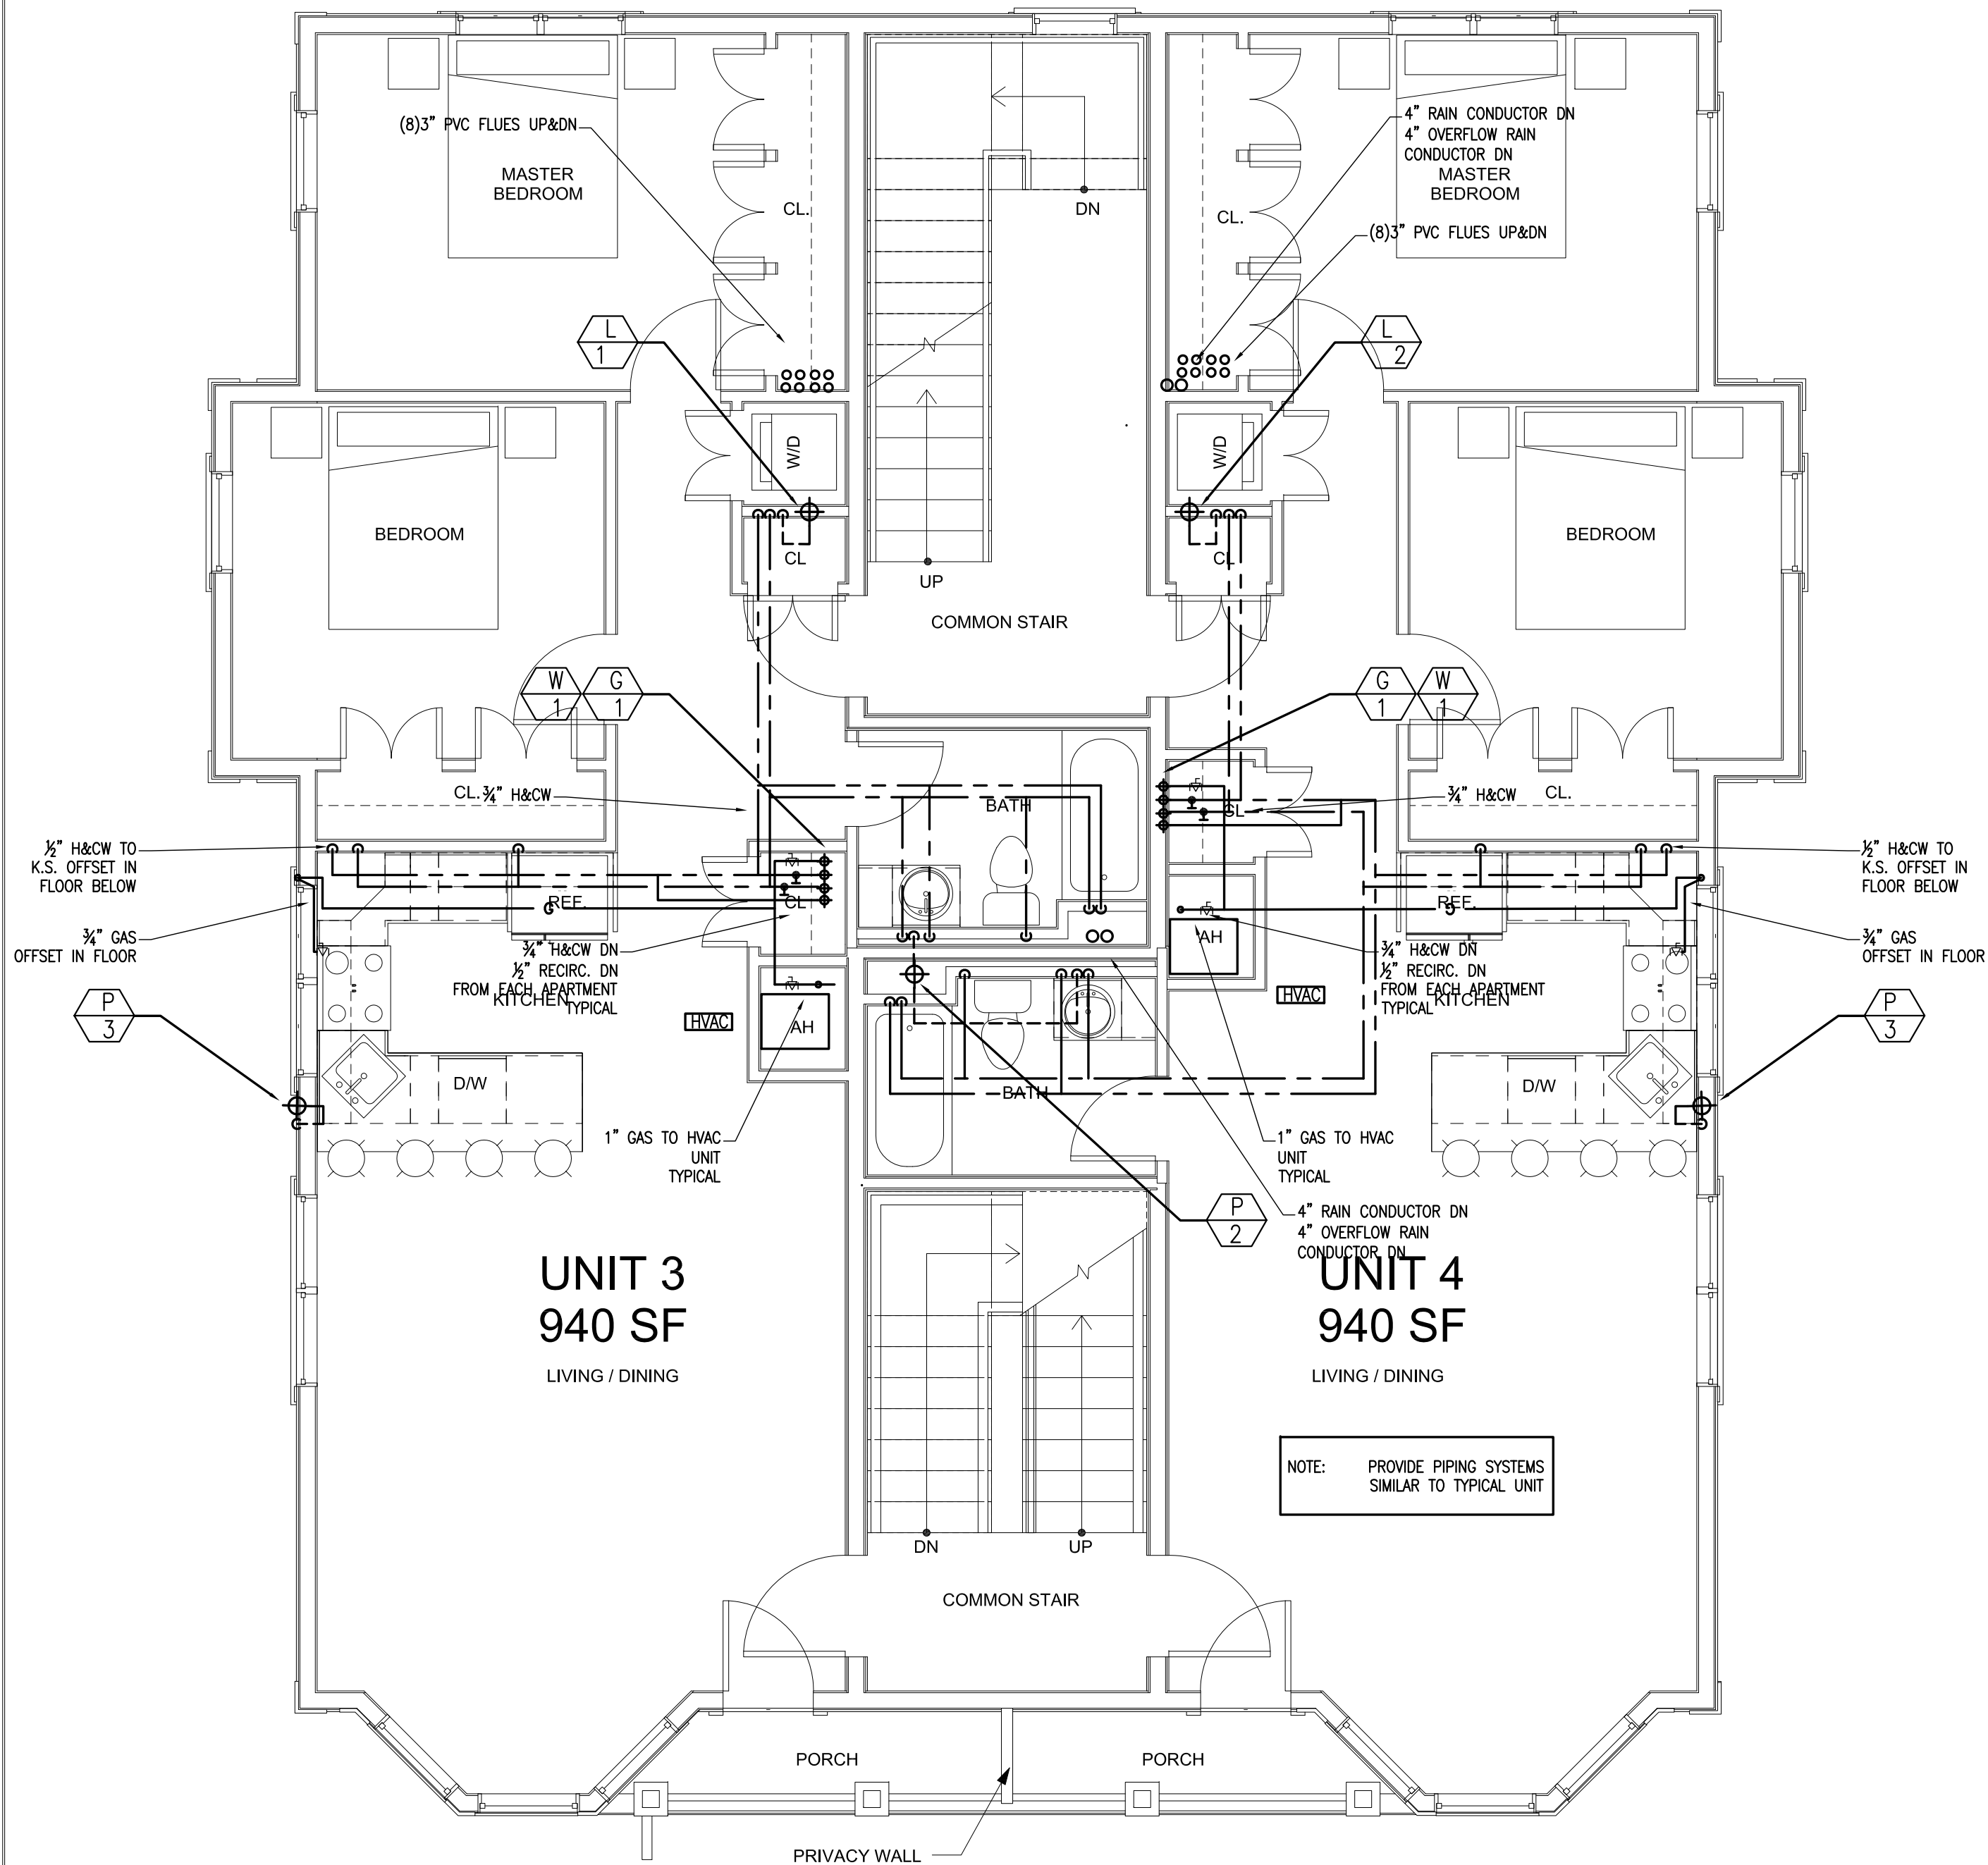 (8)3" PVC FLUES UP&DN
MASTER
BEDROOM
CL.
DN
4" RAIN CONDUCTOR DN
4" OVERFLOW RAIN
CONDUCTOR DN
MASTER
BEDROOM
CL.
(8)3" PVC FLUES UP&DN
L
1
L
2
W/D
W/D
BEDROOM
CL
UP
CL
BEDROOM
COMMON STAIR
W
1
G
1
G
1
W
1
CL.
¾" H&CW
BATH
CL
¾" H&CW
CL.
½" H&CW TO
K.S. OFFSET IN
FLOOR BELOW
½" H&CW TO
K.S. OFFSET IN
FLOOR BELOW
REF.
CL
REF.
¾" GAS
OFFSET IN FLOOR
¾" H&CW DN
½" RECIRC. DN
FROM EACH APARTMENT
TYPICAL
KITCHEN
AH
¾" H&CW DN
½" RECIRC. DN
FROM EACH APARTMENT
TYPICAL
KITCHEN
¾" GAS
OFFSET IN FLOOR
P
3
HVAC
AH
HVAC
P
3
D/W
BATH
D/W
1" GAS TO HVAC
UNIT
TYPICAL
1" GAS TO HVAC
UNIT
TYPICAL
P
2
4" RAIN CONDUCTOR DN
4" OVERFLOW RAIN
CONDUCTOR DN
UNIT 3
940 SF
LIVING / DINING
UNIT 4
940 SF
LIVING / DINING
NOTE: PROVIDE PIPING SYSTEMS
SIMILAR TO TYPICAL UNIT
DN
UP
COMMON STAIR
PORCH
PORCH
PRIVACY WALL